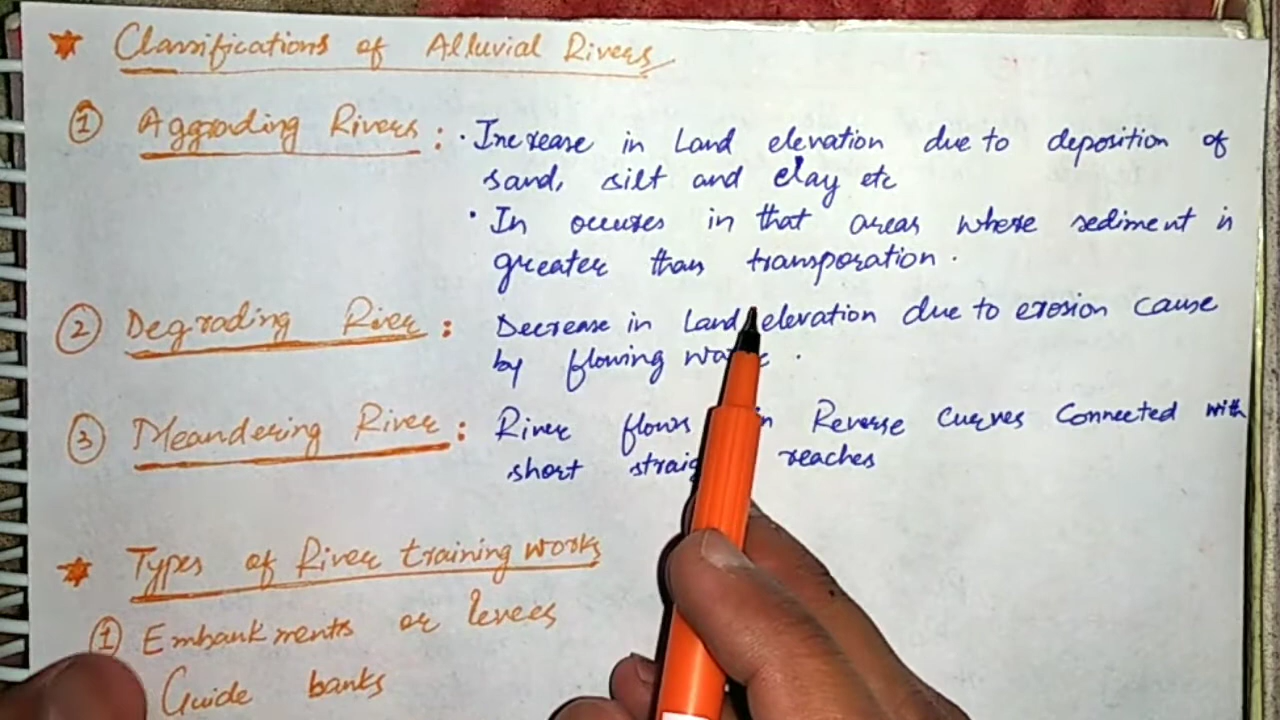 ★ Classifications of Alluvial Rivers
① Aggrading Rivers : · Increase in Land elevation due to deposition of
sand, silt and clay etc
· In occures in that areas where sediment is
greater than transporation.
② Degrading River : Decrease in Land elevation due to erosion cause
by flowing .
③ Meandering River : River flows in Reverse Curves Connected with
short reaches
★ Types of River training works
① Embankments or levees
Guide banks